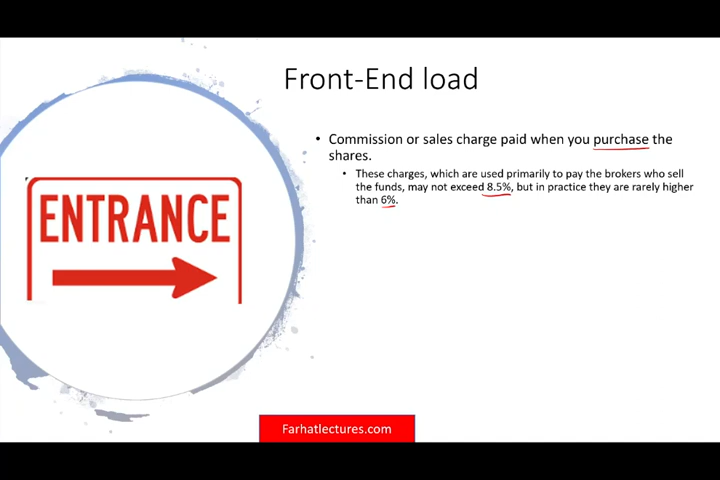 Front-End load
• Commission or sales charge paid when you purchase the
shares.
• These charges, which are used primarily to pay the brokers who sell
the funds, may not exceed 8.5%, but in practice they are rarely higher
than 6%.
ENTRANCE
Farhatlectures.com